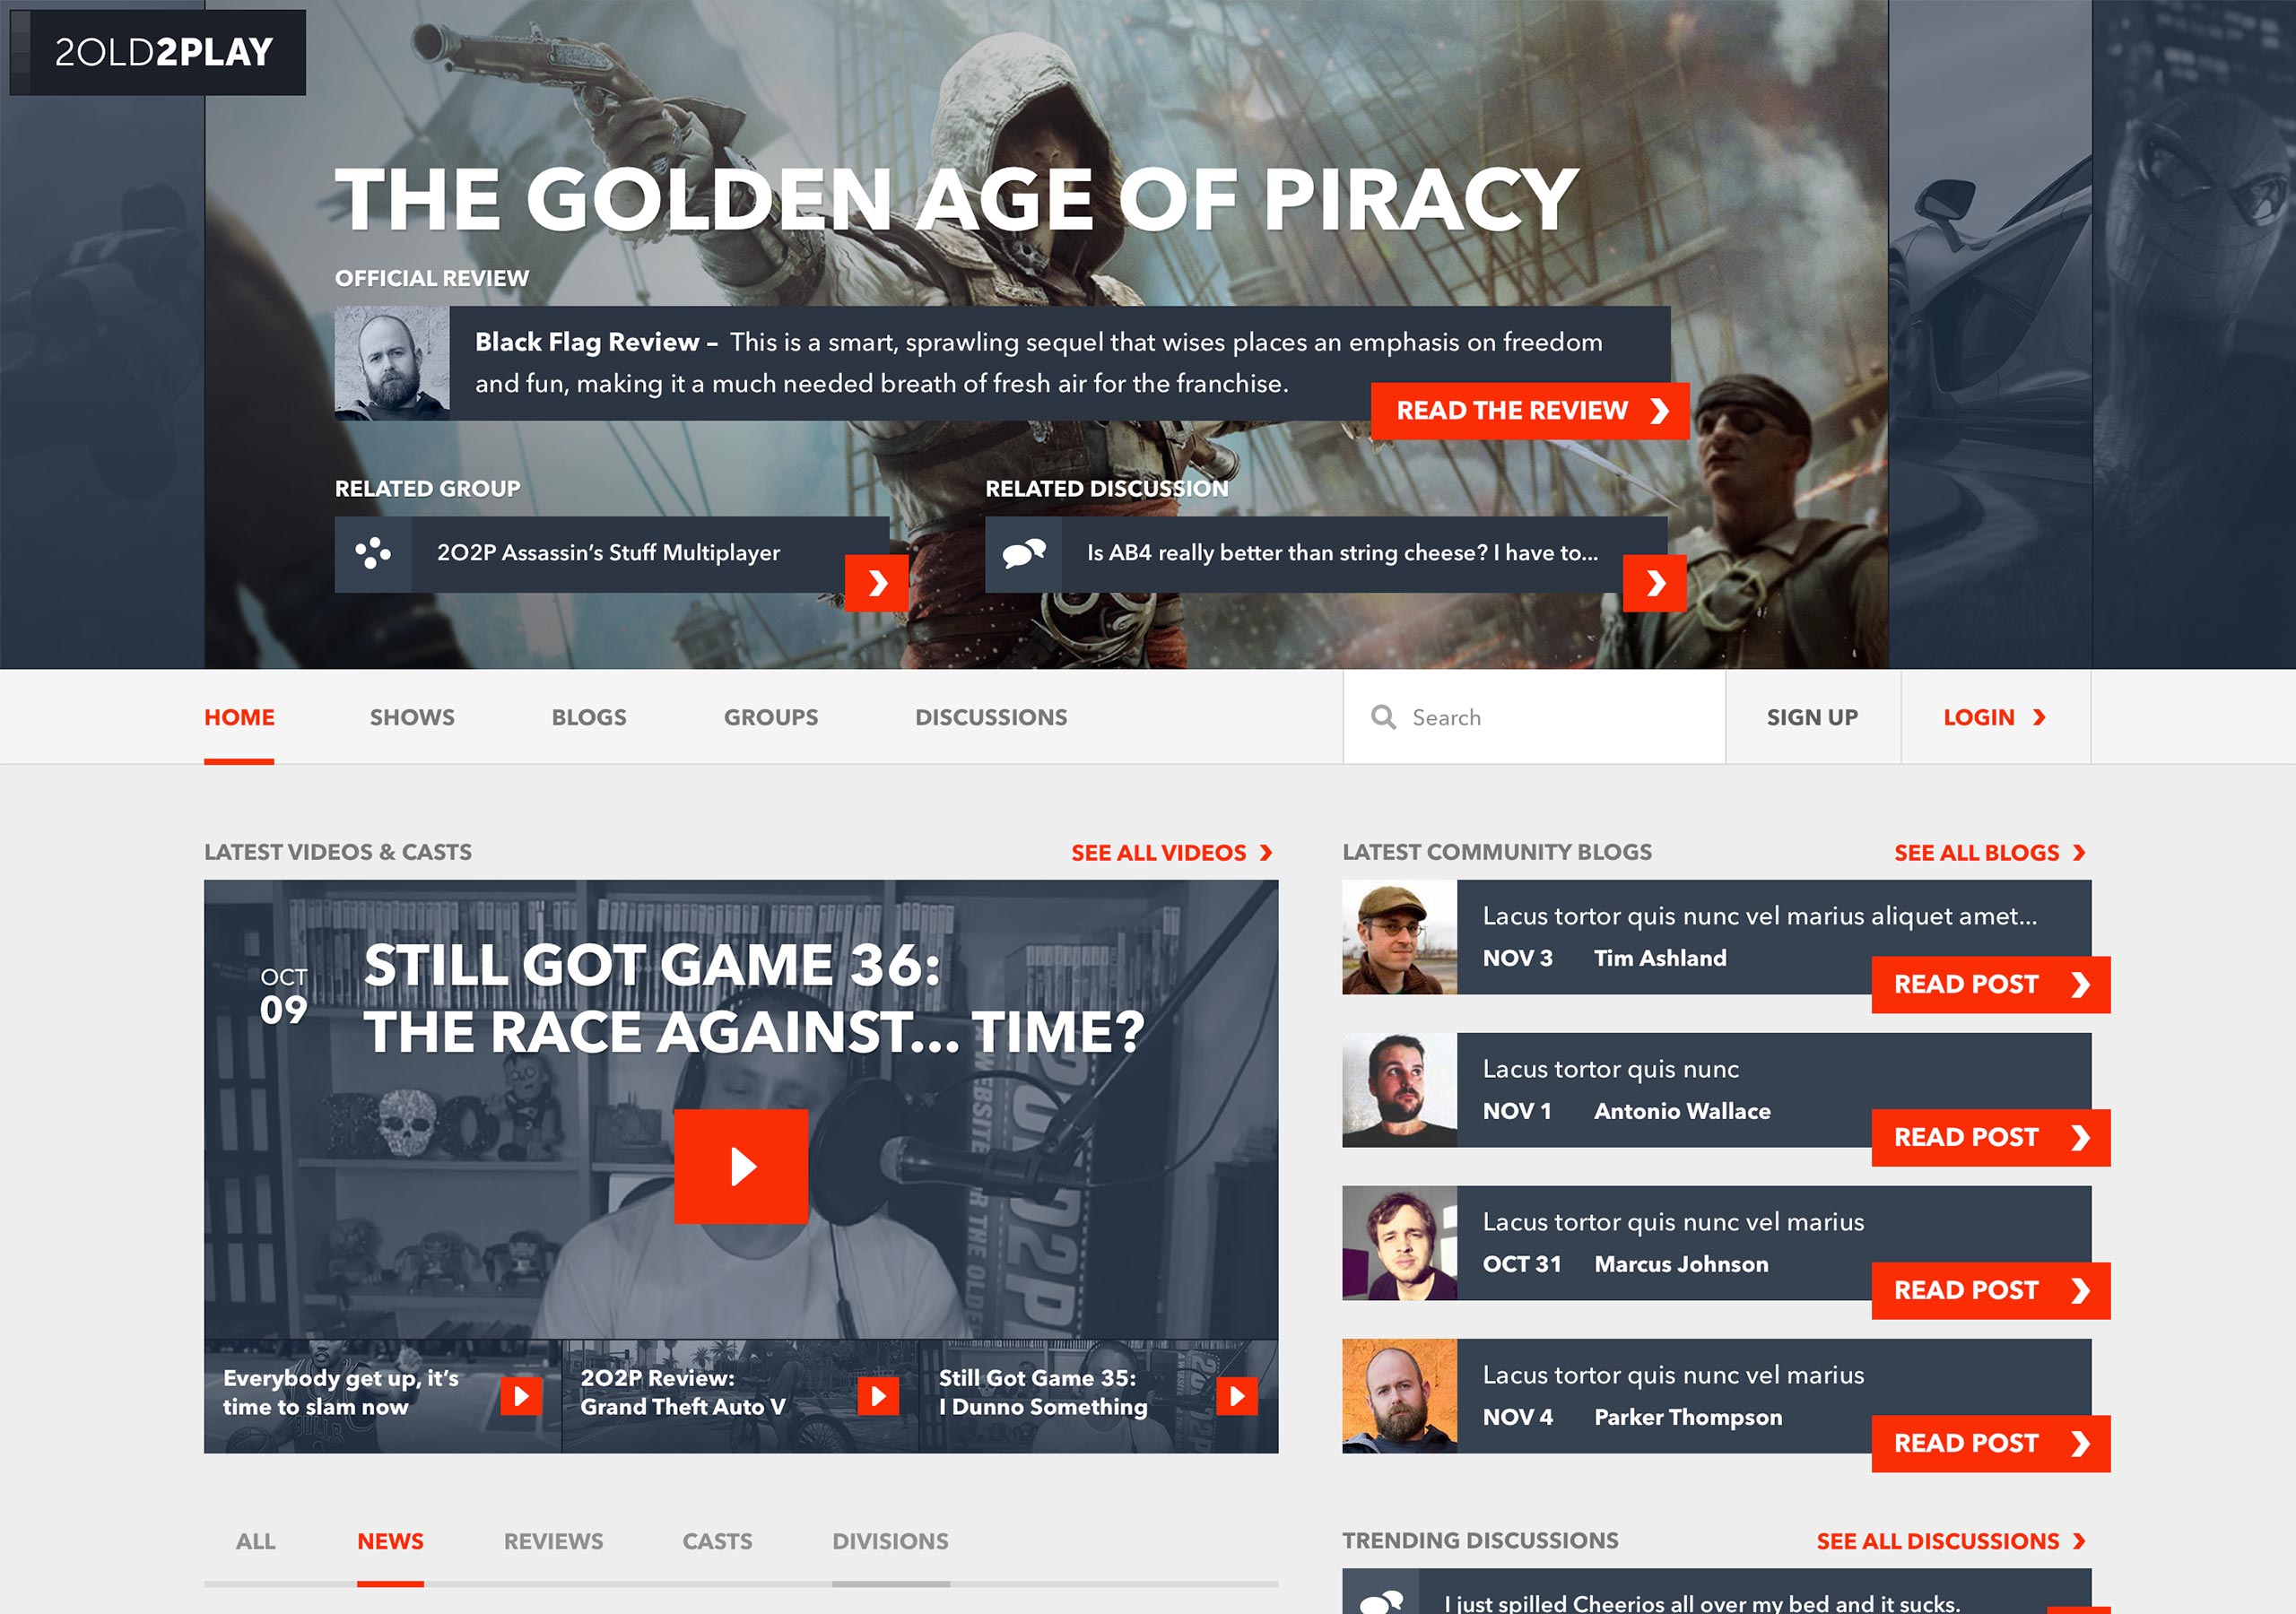 2OLD2PLAY
THE GOLDEN AGE OF PIRACY
OFFICIAL REVIEW
Black Flag Review – This is a smart, sprawling sequel that wises places an emphasis on freedom
and fun, making it a much needed breath of fresh air for the franchise.
READ THE REVIEW
RELATED GROUP
2O2P Assassin's Stuff Multiplayer
RELATED DISCUSSION
Is AB4 really better than string cheese? I have to...
HOME
SHOWS
BLOGS
GROUPS
DISCUSSIONS
Search
SIGN UP
LOGIN
LATEST VIDEOS & CASTS
SEE ALL VIDEOS
OCT
09
STILL GOT GAME 36:
THE RACE AGAINST... TIME?
Everybody get up, it's
time to slam now
2O2P Review:
Grand Theft Auto V
Still Got Game 35:
I Dunno Something
LATEST COMMUNITY BLOGS
SEE ALL BLOGS
Lacus tortor quis nunc vel marius aliquet amet...
NOV 3 Tim Ashland
READ POST
Lacus tortor quis nunc
NOV 1 Antonio Wallace
READ POST
Lacus tortor quis nunc vel marius
OCT 31 Marcus Johnson
READ POST
Lacus tortor quis nunc vel marius
NOV 4 Parker Thompson
READ POST
ALL
NEWS
REVIEWS
CASTS
DIVISIONS
TRENDING DISCUSSIONS
SEE ALL DISCUSSIONS
I just spilled Cheerios all over my bed and it sucks.